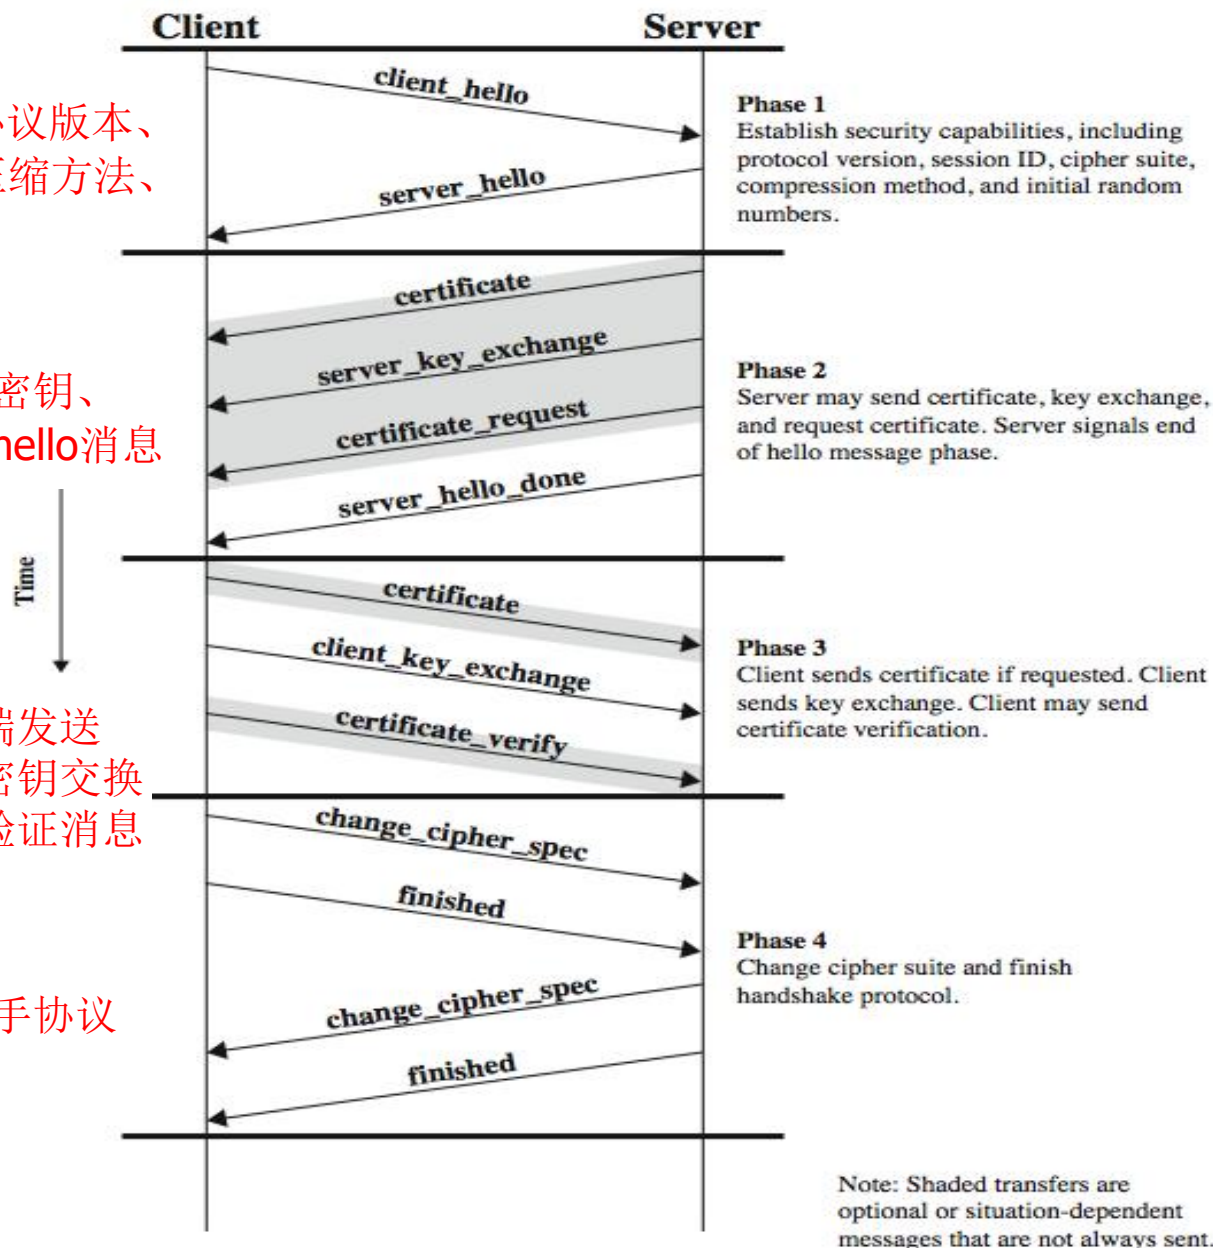 Client
Server
client_hello
server_hello
议版本、
缩方法、
Phase 1
Establish security capabilities, including
protocol version, session ID, cipher suite,
compression method, and initial random
numbers.
certificate
server_key_exchange
certificate_request
server_hello_done
密钥、
hello消息
Phase 2
Server may send certificate, key exchange,
and request certificate. Server signals end
of hello message phase.
Time
certificate
client_key_exchange
certificate_verify
端发送
密钥交换
验证消息
Phase 3
Client sends certificate if requested. Client
sends key exchange. Client may send
certificate verification.
change_cipher_spec
finished
change_cipher_spec
finished
手协议
Phase 4
Change cipher suite and finish
handshake protocol.
Note: Shaded transfers are
optional or situation-dependent
messages that are not always sent.